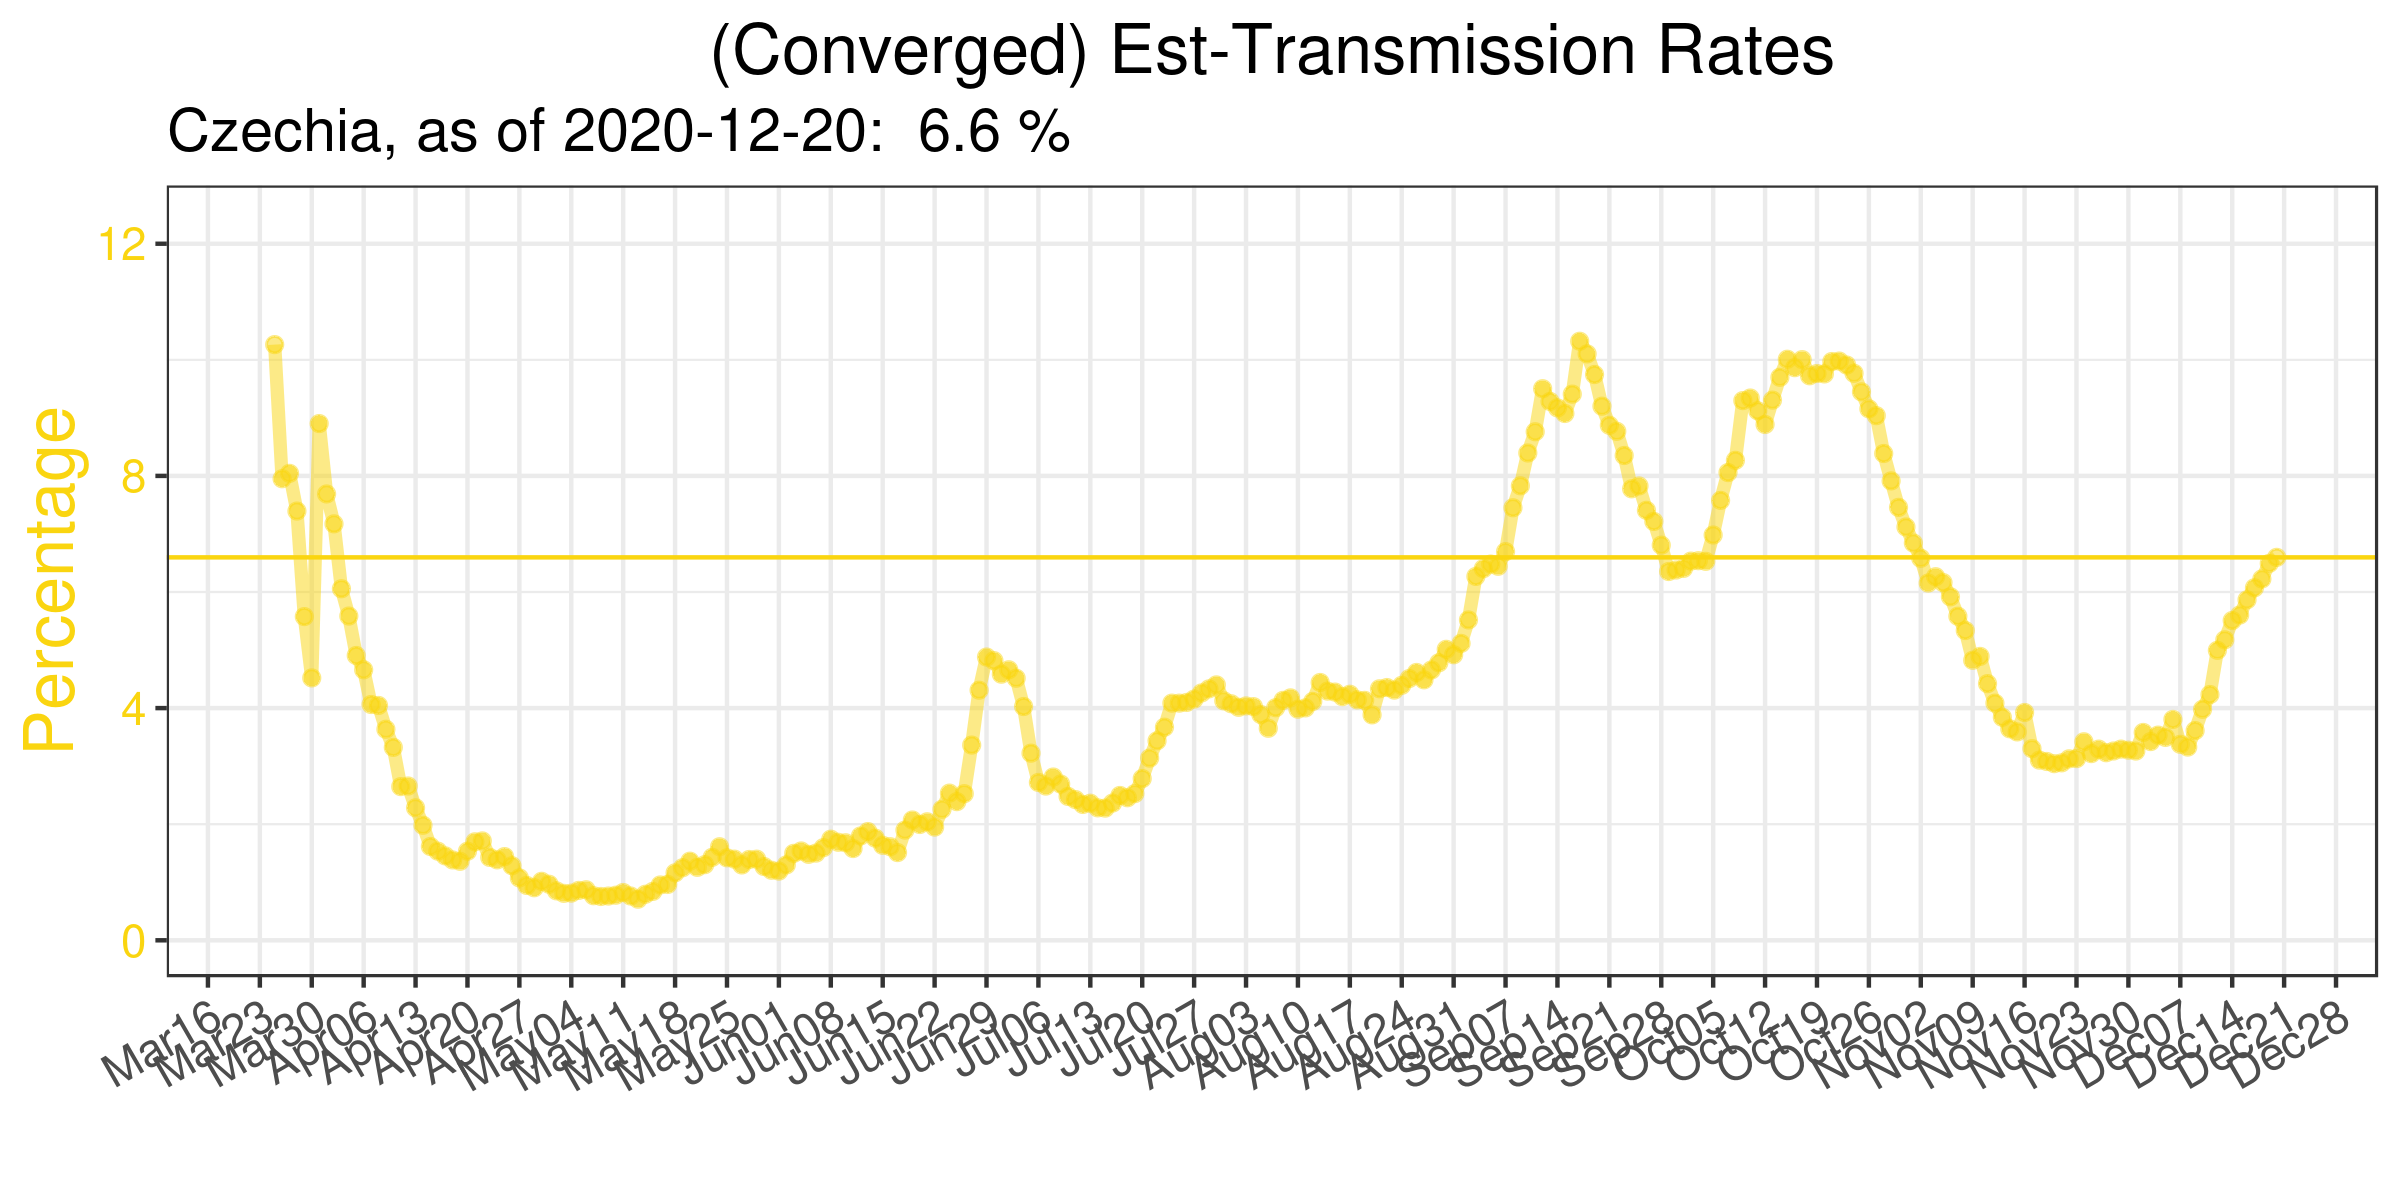 (Converged) Est-Transmission Rates
Czechia, as of 2020-12-20:  6.6 %
Percentage
12
8
4
0
Mar16
Mar23
Mar30
Apr06
Apr13
Apr20
Apr27
May04
May11
May18
May25
Jun01
Jun08
Jun15
Jun22
Jun29
Jul06
Jul13
Jul20
Jul27
Aug03
Aug10
Aug17
Aug24
Aug31
Sep07
Sep14
Sep21
Sep28
Oct05
Oct12
Oct19
Oct26
Nov02
Nov09
Nov16
Nov23
Nov30
Dec07
Dec14
Dec21
Dec28